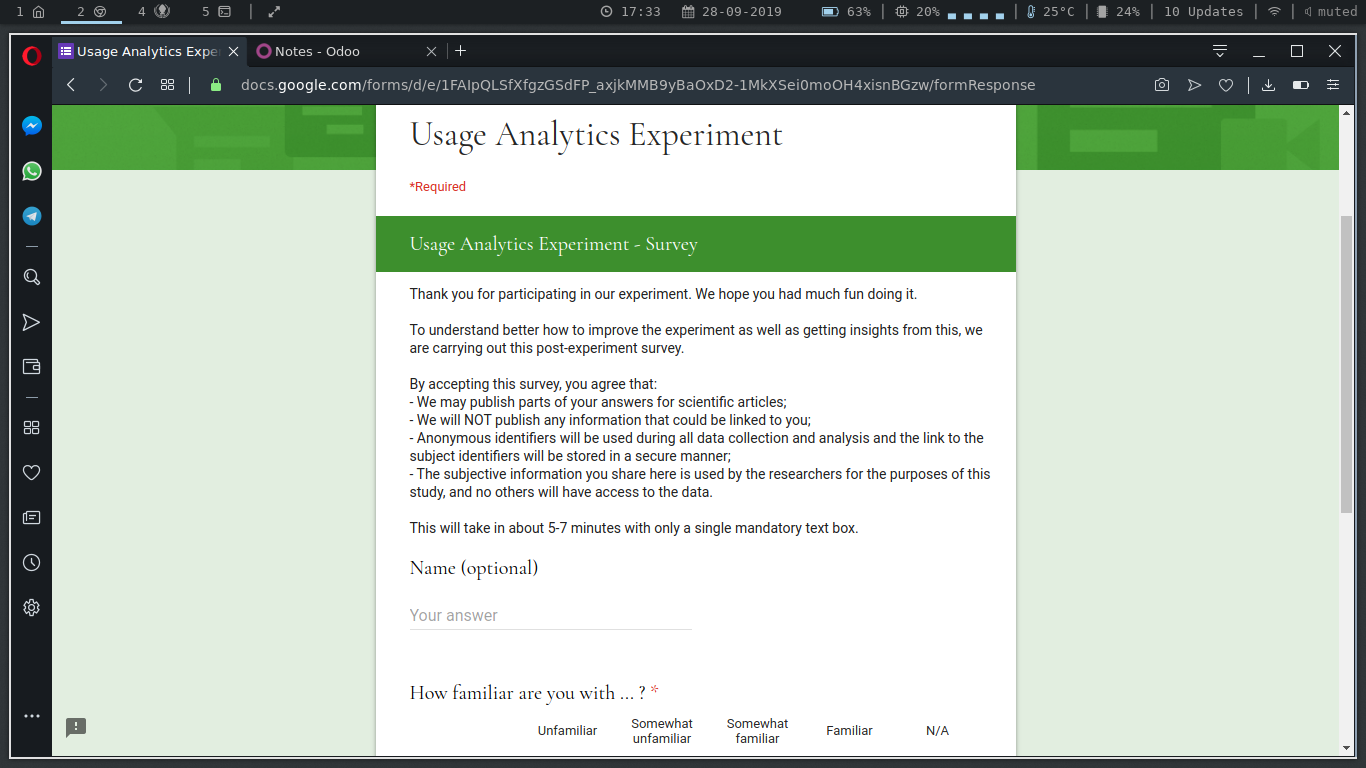 1 2 4 5 17:33 28-09-2019 63% 20% 25°C 24% 10 Updates muted
Usage Analytics Expe Notes - Odoo
docs.google.com/forms/d/e/1FAIpQLSfXfgzGSdFP_axjkMMB9yBaOxD2-1MkXSei0moOH4xisnBGzw/formResponse
Usage Analytics Experiment
*Required
Usage Analytics Experiment - Survey
Thank you for participating in our experiment. We hope you had much fun doing it.
To understand better how to improve the experiment as well as getting insights from this, we
are carrying out this post-experiment survey.
By accepting this survey, you agree that:
- We may publish parts of your answers for scientific articles;
- We will NOT publish any information that could be linked to you;
- Anonymous identifiers will be used during all data collection and analysis and the link to the
subject identifiers will be stored in a secure manner;
- The subjective information you share here is used by the researchers for the purposes of this
study, and no others will have access to the data.
This will take in about 5-7 minutes with only a single mandatory text box.
Name (optional)
Your answer
How familiar are you with ... ? *
Unfamiliar Somewhat unfamiliar Somewhat familiar Familiar N/A